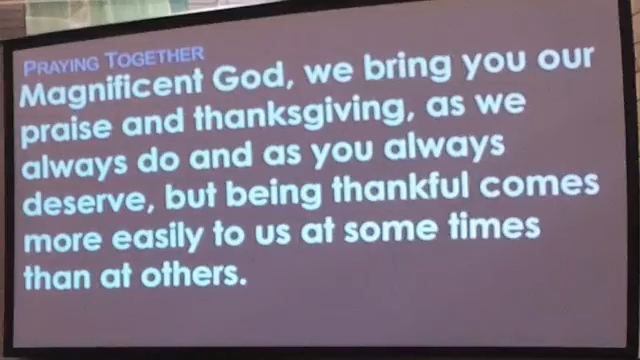 PRAYING TOGETHER
Magnificent God, we bring you our
praise and thanksgiving, as we
always do and as you always
deserve, but being thankful comes
more easily to us at some times
than at others.